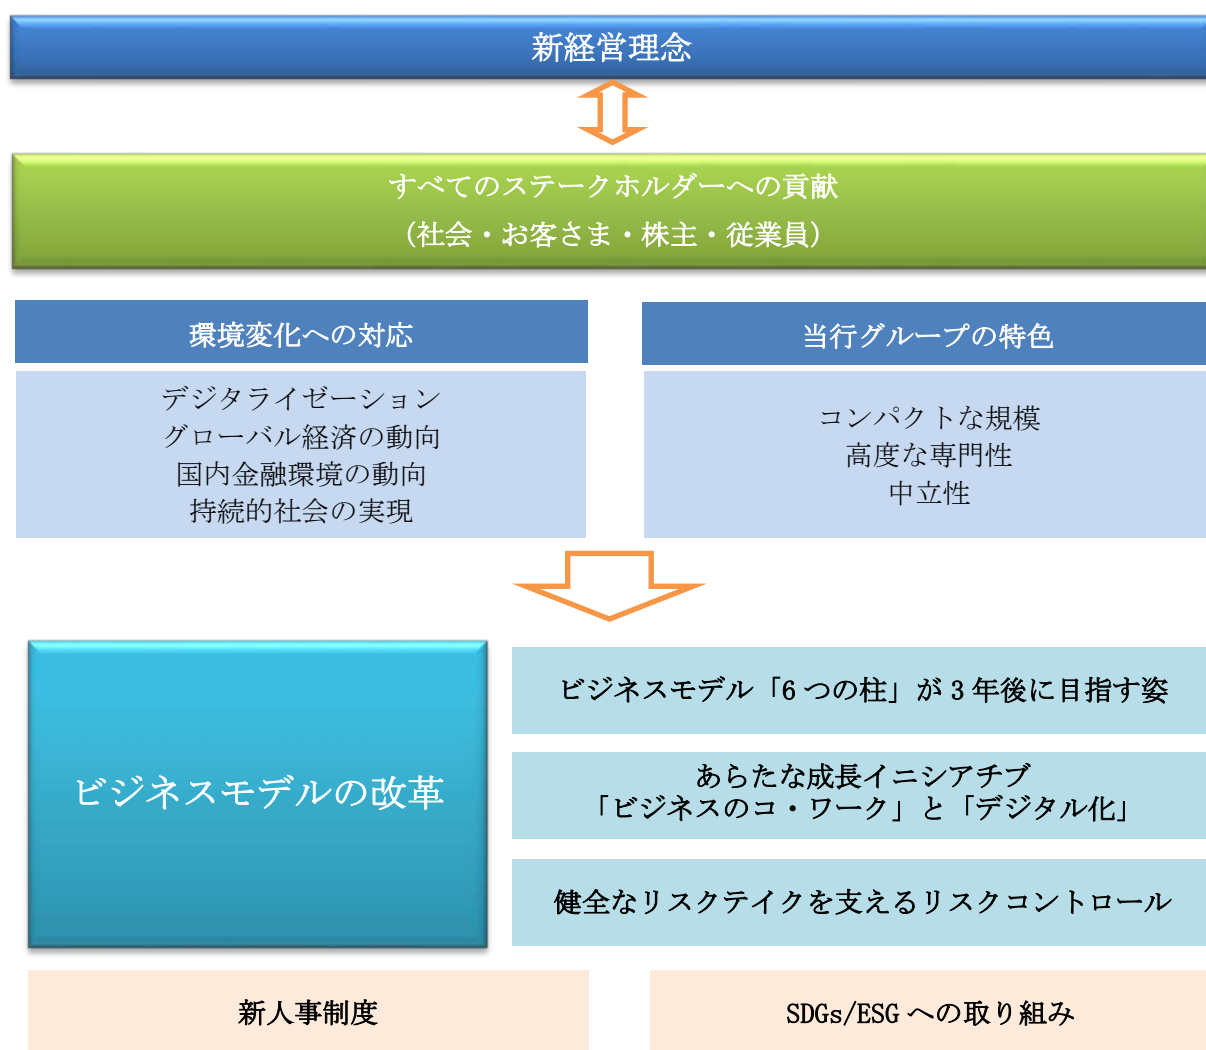 新経営理念
すべてのステークホルダーへの貢献
(社会・お客さま・株主・従業員)
環境変化への対応
デジタライゼーション
グローバル経済の動向
国内金融環境の動向
持続的社会の実現
当行グループの特色
コンパクトな規模
高度な専門性
中立性
ビジネスモデルの改革
ビジネスモデル「6つの柱」が3年後に目指す姿
あらたな成長イニシアチブ
「ビジネスのコ・ワーク」と「デジタル化」
健全なリスクテイクを支えるリスクコントロール
新人事制度
SDGs/ESGへの取り組み